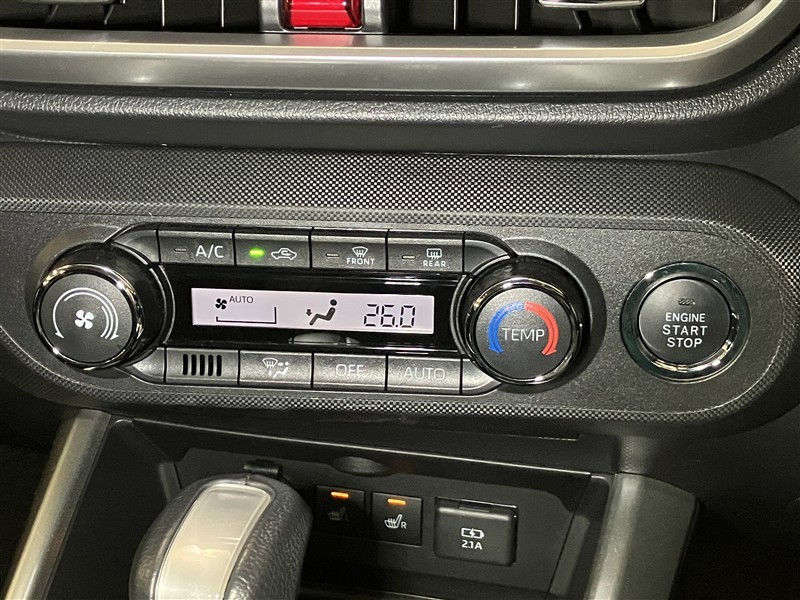 A/C
FRONT
REAR
AUTO
26.0
TEMP
ENGINE
START
STOP
OFF
AUTO
R
2.1A